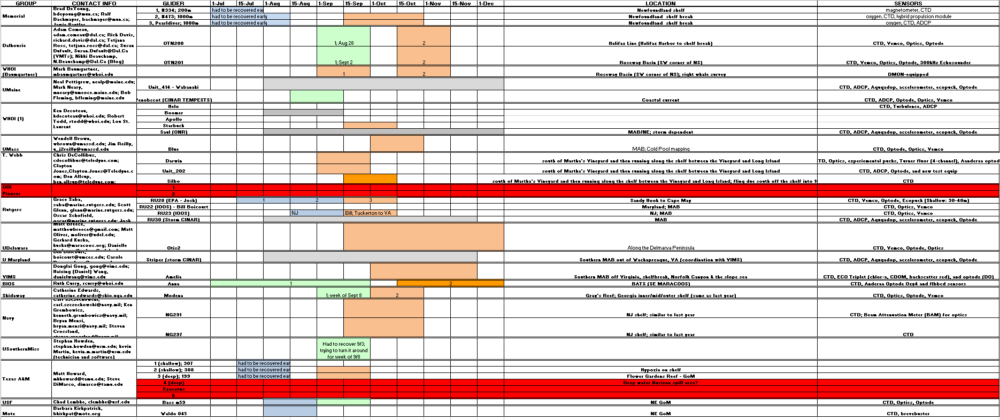 GROUP CONTACT INFO GLIDER 1-Jul 15-Jul 1-Aug 15-Aug 1-Sep 15-Sep 1-Oct 15-Oct 1-Nov 15-Nov 1-Dec LOCATION SENSORS
Memorial
Brad DeYoung,
bdeyoung@mun.ca; Ralf
Bachmayer, bachmayer@mun.ca;
1, #334; 200m had to be recovered ear Newfoundland shelf magnetometer, CTD
2, #473; 1000m had to be recovered early Newfoundland shelf break oxygen, CTD, hybrid propulsion module
3, Pearldiver; 1000m had to be recovered early Newfoundland shelf break oxygen, CTD, ADCP
Dalhousie
Adam Comeau,
adam.comeau@dal.ca; Rich Davis,
richard.davis@dal.ca; Tetjana
Ross, tetjana.ross@dal.ca; Susan
Dufault, Susan.Dufault@Dal.Ca
(VMTs); Nikki Beauchamp,
N.Beauchamp@Dal.Ca (Blog)
OTN200 1; Aug 28 2 Halifax Line (Halifax Harbor to shelf break) CTD, Vemco, Optics, Optode
OTN201 1; Sept 2 2 Roseway Basin (SW corner of NS) CTD, Vemco, Optics, Optode, 300kHz Echosounder
WHOI
(Baumgartner)
Mark Baumgartner,
mbaumgartner@whoi.edu
1 2 Roseway Basin (SW corner of NS); right whale survey DMON-equipped
UMaine
Neal Pettigrew, nealp@maine.edu;
Mark Neary,
mneary@umeoce.maine.edu; Bob
Fleming, bfleming@maine.edu
Unit_414 - Wabanaki CTD, ADCP, Aquadop, accelerometer, ecopuck, Optode
Penobscot (CINAR TEMPESTS) Coastal current CTD, ADCP, Optode, Optics, Vemco
WHOI (1)
Ken Decoteau,
kdecoteau@whoi.edu; Robert
Todd, rtodd@whoi.edu; Lou St.
Laurent
Helo CTD, Turbulence, ADCP
Boomer
Apollo
Starbuck
Saul (ONR) MAB/NE; storm dependent CTD, ADCP, Aquadop, accelerometer, ecopuck, Optode
UMass
Wendell Brown,
wbrown@umassd.edu; Jim Reilly,
u_j2reilly@umassd.edu
Blue MAB; Cold Pool mapping CTD, Optode, Optics, Vemco
T. Webb
Chris DeCollibus,
cdecollibus@teledyne.com;
Clayton
Jones,Clayton.Jones@Teledyne.c
om; Ben Allsup,
ben.allsup@teledyne.com;
Darwin south of Martha's Vineyard and then running along the shelf between the Vineyard and Long Island TD, Optics, experiemental pucks, Turner fluor (4-channel), Aanderaa optod
Unit_202 south of Martha's Vineyard and then running along the shelf between the Vineyard and Long Island CTD, ADCP, Optode, and new test equip
Silbo south of Martha's Vineyard and then running along the shelf between the Vineyard and Long Island; fling due south off the shelf into 10 CTD
OOI 1
Pioneer 2
Rutgers
Grace Saba,
saba@marine.rutgers.edu; Scott
Glenn, glenn@marine.rutgers.edu;
Oscar Schofield,
oscar@marine.rutgers.edu; Josh
RU28 (EPA - Josh) 1 2 3 Sandy Hook to Cape May CTD, Vemco, Optode, Ecopuck (Shallow: 30-40m)
RU22 (IOOS) - Bill Boicourt Maryland; MAB CTD, Optics, Vemco
RU23 (IOOS) NJ Bill; Tuckerton to VA NJ; MAB CTD, Optics, Vemco
RU30 (Storm CINAR) MAB CTD, ADCP, Aquadop, accelerometer, ecopuck, Optode
UDelaware
Matt Breece,
matthewbreece@gmail.com; Matt
Oliver, moliver@udel.edu;
Gerhard Kuska,
kuska@maracoos.org; Danielle
Otis2 Along the Delmarva Peninsula CTD, Vemco, Optode, Optics
U Maryland
Bill Boicourt,
boicourt@umces.edu; Carole
Striper (storm CINAR) Southern MAB out of Wachapreague, VA (coordination with VIMS) CTD, ADCP, Aquadop, accelerometer, ecopuck, Optode
VIMS
Donglai Gong, gong@vims.edu;
Haixing (Daniel) Wang,
danielwang@vims.edu
Amelia Southern MAB off Virginia, shelfbreak, Norfolk Canyon & the slope sea CTD, ECO Triplet (chlor-a, CDOM, backscatter red), and optode (DO)
BIOS Ruth Curry, rcurry@whoi.edu Anna 1 2 BATS (SE MARACOOS) CTD, Anderaa Optode Oxy4 and flbbcd sensors
Skidaway
Catherine Edwards,
catherine.edwards@skio.uga.edu
Modena 1; week of Sept 8 2 Gray's Reef; Georgia inner/mid/outer shelf (same as last year) CTD, Optics, Optode, Vemco
Navy
Carl Szczechowski,
carl.szczechowski@navy.mil; Ken
Grembowicz,
kenneth.grembowicz@navy.mil;
Bryan Mensi,
bryan.mensi@navy.mil; Steven
Crossland,
NG291 NJ shelf; similar to last year CTD; Beam Attenuation Meter (BAM) for optics
NG297 NJ shelf; similar to last year CTD
USouthernMiss
Stephan Howden,
stephan.howden@usm.edu; kevin
Martin, kevin.m.martin@usm.edu
(technician and software)
Had to recover 9/3;
trying to turn it around
for week of 9/8
Texas A&M
Matt Howard,
mkhoward@tamu.edu; Steve
DiMarco, dimarco@tamu.edu
1 (shallow); 307 had to be recovered ear
2 (shallow); 308 had to be recovered ear Hypoxia on shelf
3 (deep); 199 had to be recovered ear Flower Gardens Reef - GoM
4 (deep) Deep water Horizon spill area?
Exocetus
6
USF Chad Lembke, clembke@usf.edu Bass m59 NE GoM CTD, Optics, Optode
Mote
Barbara Kirkpatrick,
bkirkpat@mote.org
Waldo 045 NE GoM CTD, brevebuster